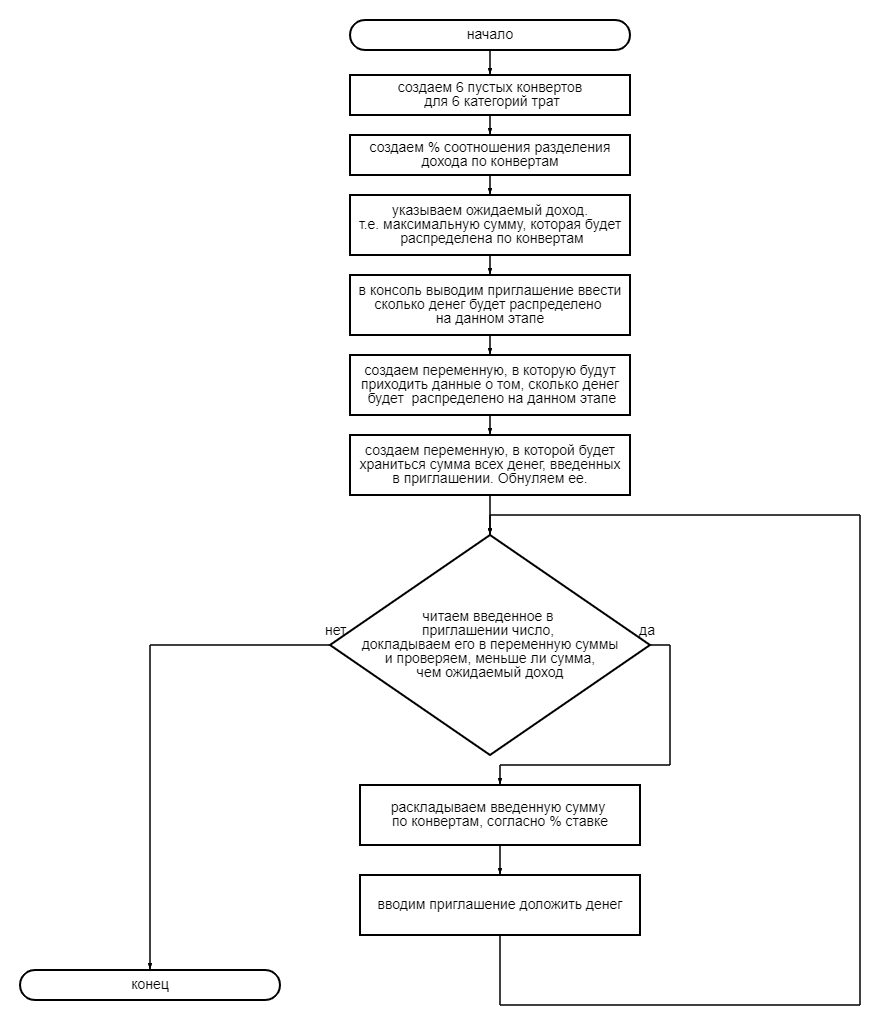 начало
создаем 6 пустых конвертов
для 6 категорий трат
создаем % соотношения разделения
дохода по конвертам
указываем ожидаемый доход.
т.е. максимальную сумму, которая будет
распределена по конвертам
в консоль выводим приглашение ввести
сколько денег будет распределено
на данном этапе
создаем переменную, в которую будут
приходить данные о том, сколько денег
будет распределено на данном этапе
создаем переменную, в которой будет
храниться сумма всех денег, введенных
в приглашении. Обнуляем ее.
читаем введенное в
приглашении число,
докладываем его в переменную суммы
и проверяем, меньше ли сумма,
чем ожидаемый доход
нет
да
раскладываем введенную сумму
по конвертам, согласно % ставке
вводим приглашение доложить денег
конец